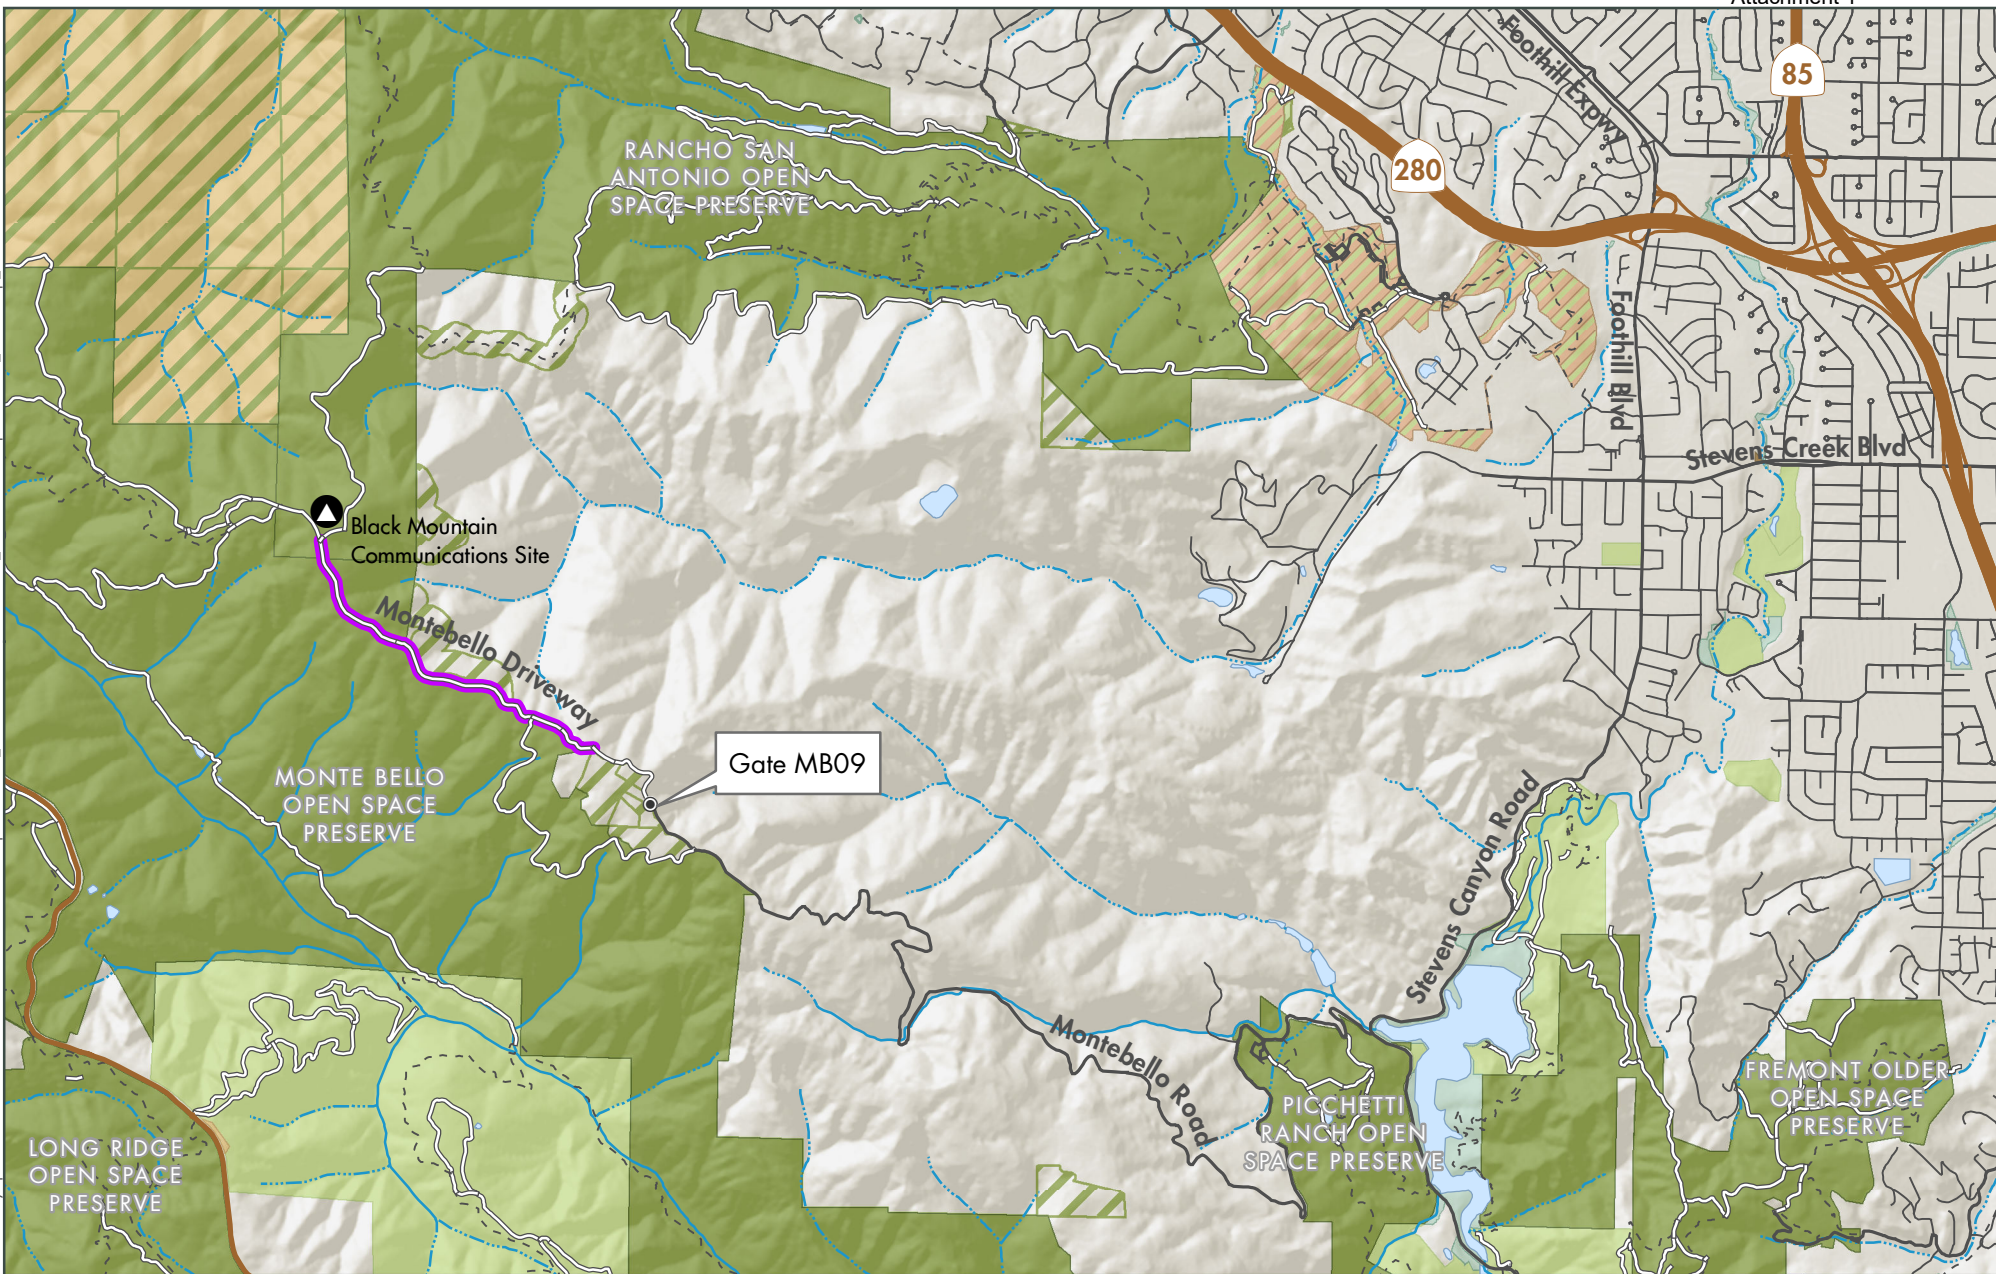 Foothill Expwy
85
280
RANCHO SAN
ANTONIO OPEN
SPACE PRESERVE
Foothill Blvd
Stevens Creek Blvd
Black Mountain
Communications Site
Montebello Driveway
Gate MB09
MONTE BELLO
OPEN SPACE
PRESERVE
Stevens Canyon Road
Montebello Road
PICCHETTI
RANCH OPEN
SPACE PRESERVE
FREMONT OLDER
OPEN SPACE
PRESERVE
LONG RIDGE
OPEN SPACE
PRESERVE